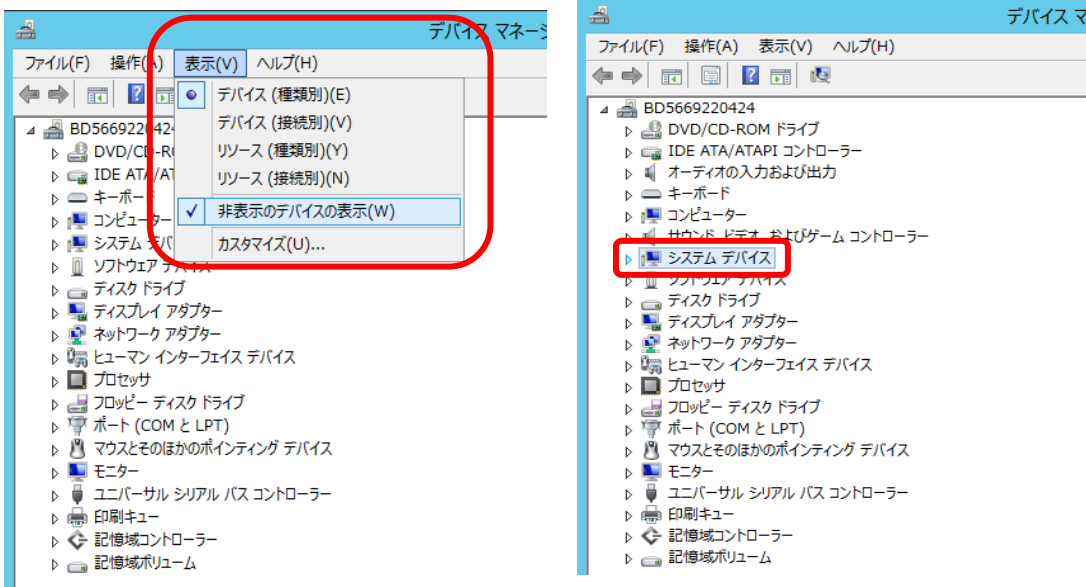 デバイス マネージ
ファイル(F) 操作(A) 表示(V) ヘルプ(H)
デバイス (種類別)(E)
デバイス (接続別)(V)
リソース (種類別)(Y)
リソース (接続別)(N)
非表示のデバイスの表示(W)
カスタマイズ(U)...
BD566922042
DVD/CD-R
IDE ATA/AT
キーボード
コンピューター
システム デバ
ソフトウェア デバイス
ディスク ドライブ
ディスプレイ アダプター
ネットワーク アダプター
ヒューマン インターフェイス デバイス
プロセッサ
フロッピー ディスク ドライブ
ポート (COM と LPT)
マウスとそのほかのポインティング デバイス
モニター
ユニバーサル シリアル バス コントローラー
印刷キュー
記憶域コントローラー
記憶域ボリューム
デバイス マ
ファイル(F) 操作(A) 表示(V) ヘルプ(H)
BD5669220424
DVD/CD-ROM ドライブ
IDE ATA/ATAPI コントローラー
オーディオの入力および出力
キーボード
コンピューター
サウンド、ビデオ、およびゲーム コントローラー
システム デバイス
ソフトウェア デバイス
ディスク ドライブ
ディスプレイ アダプター
ネットワーク アダプター
ヒューマン インターフェイス デバイス
プロセッサ
フロッピー ディスク ドライブ
ポート (COM と LPT)
マウスとそのほかのポインティング デバイス
モニター
ユニバーサル シリアル バス コントローラー
印刷キュー
記憶域コントローラー
記憶域ボリューム